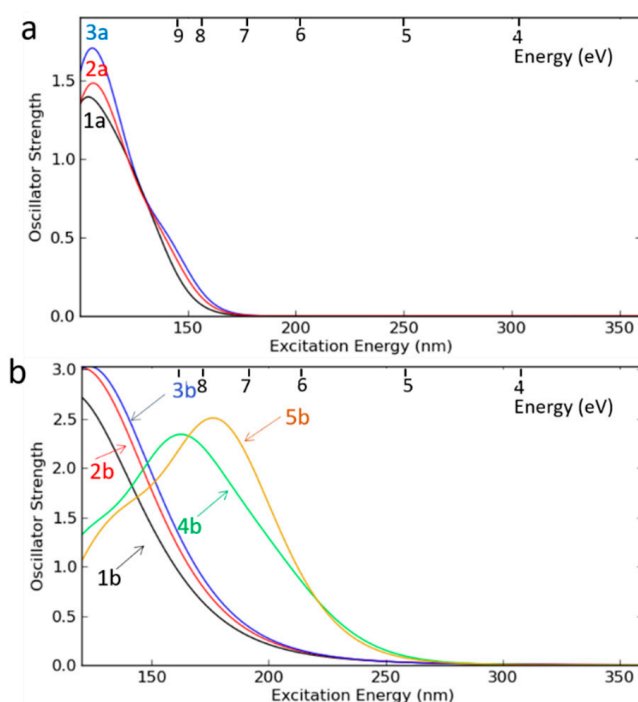 a
3a
2a
1a
9 8 7 6 5 4
Energy (eV)
1.5
1.0
0.5
0.0
Oscillator Strength
150 200 250 300 350
Excitation Energy (nm)
b
8 7 6 5 4
Energy (eV)
3b
2b
1b
4b
5b
3.0
2.5
2.0
1.5
1.0
0.5
0.0
Oscillator Strength
150 200 250 300 350
Excitation Energy (nm)